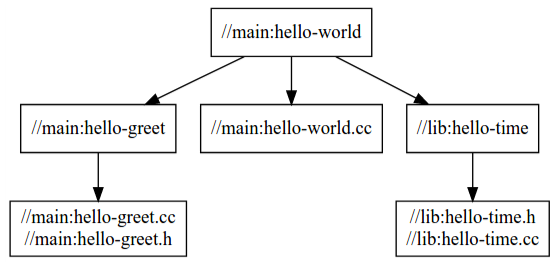 //main:hello-world
//main:hello-greet
//main:hello-world.cc
//lib:hello-time
//main:hello-greet.cc
//main:hello-greet.h
//lib:hello-time.h
//lib:hello-time.cc